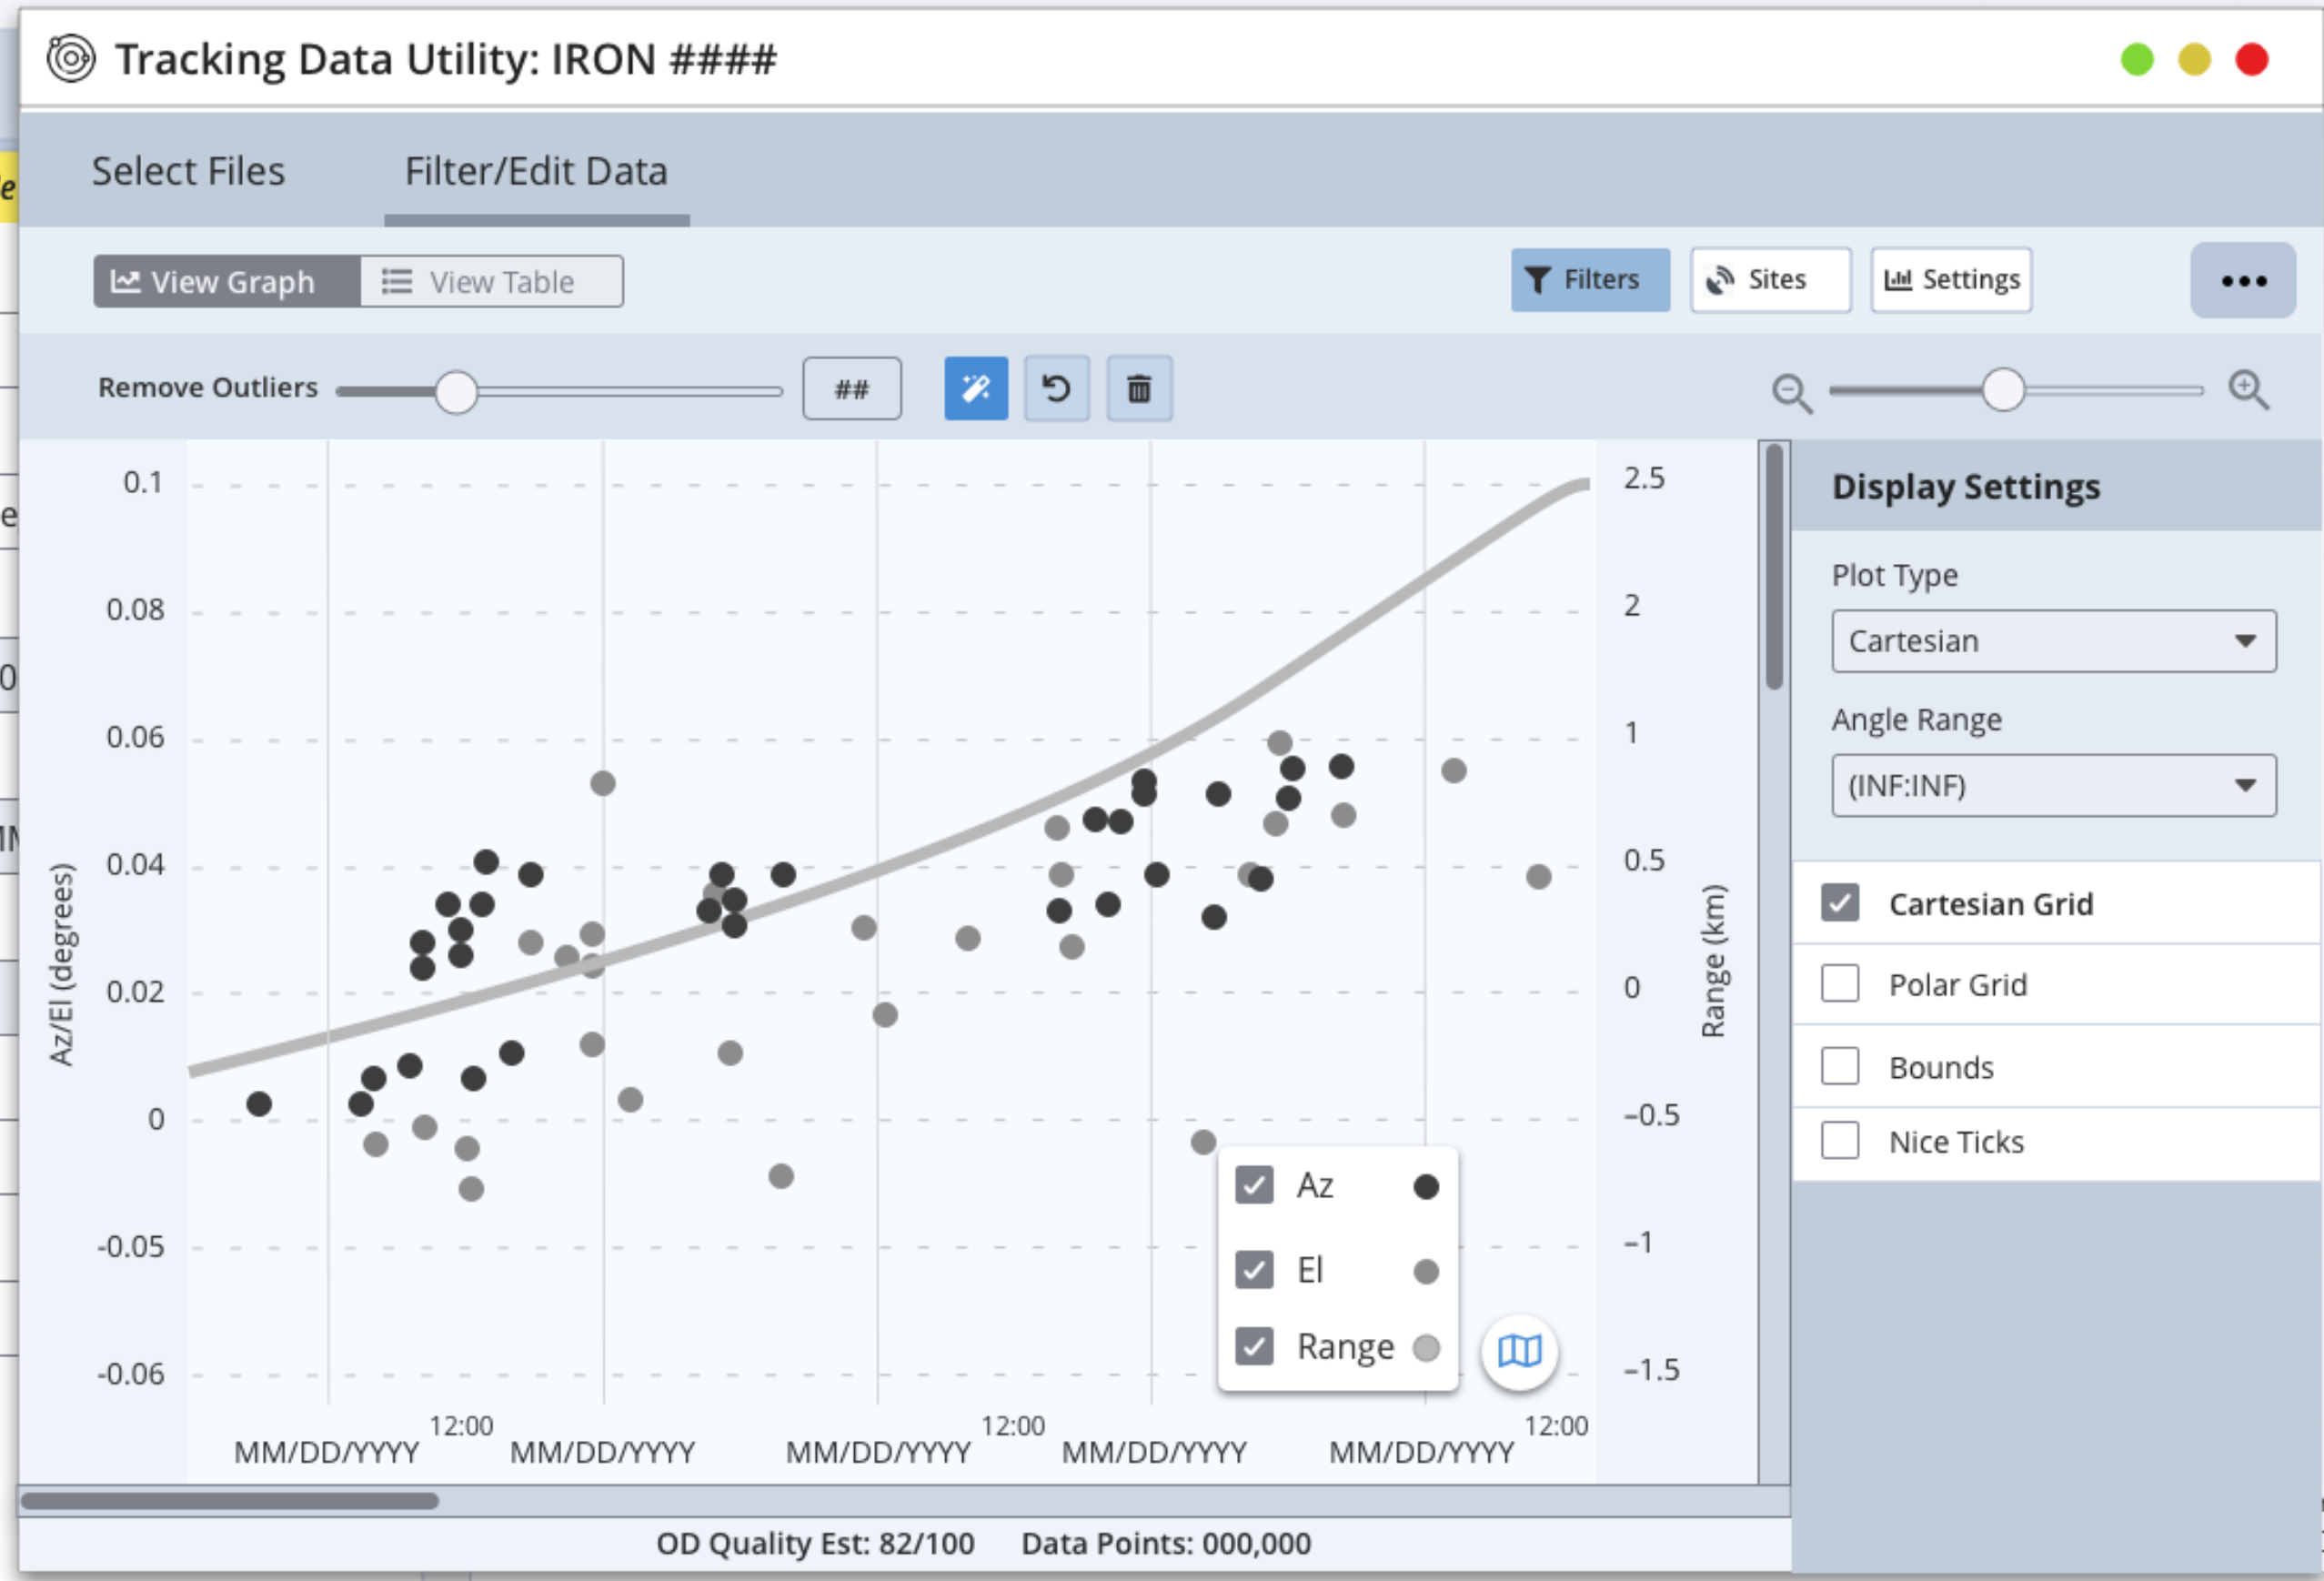 Tracking Data Utility: IRON ####
Select Files
Filter/Edit Data
View Graph
View Table
Filters
Sites
Settings
Remove Outliers
##
0.1
0.08
0.06
0.04
0.02
0
-0.05
-0.06
Az/El (degrees)
2.5
2
1
0.5
0
–0.5
–1
–1.5
Range (km)
Az
El
Range
12:00
12:00
12:00
MM/DD/YYYY
MM/DD/YYYY
MM/DD/YYYY
MM/DD/YYYY
MM/DD/YYYY
OD Quality Est: 82/100
Data Points: 000,000
Display Settings
Plot Type
Cartesian
Angle Range
(INF:INF)
Cartesian Grid
Polar Grid
Bounds
Nice Ticks